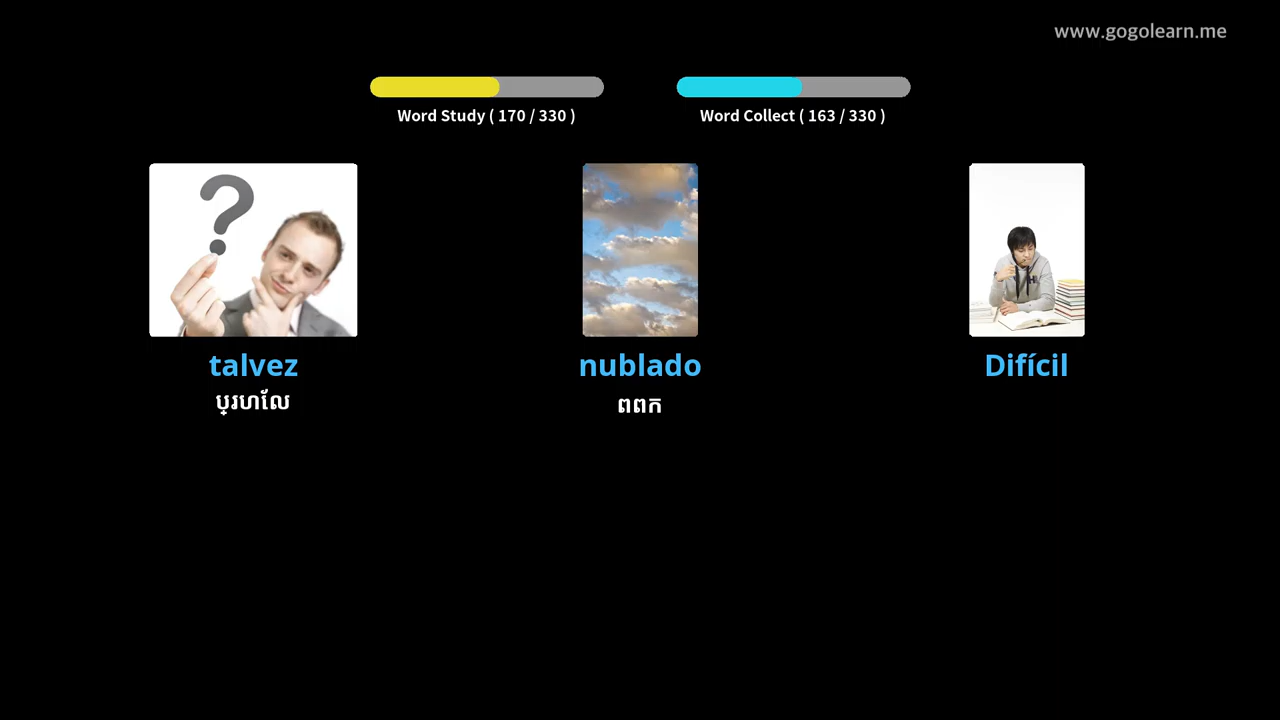 www.gogolearn.me
Word Study ( 170 / 330 )
Word Collect ( 163 / 330 )
talvez
ប្រហលែ
nublado
ពពក
Difícil